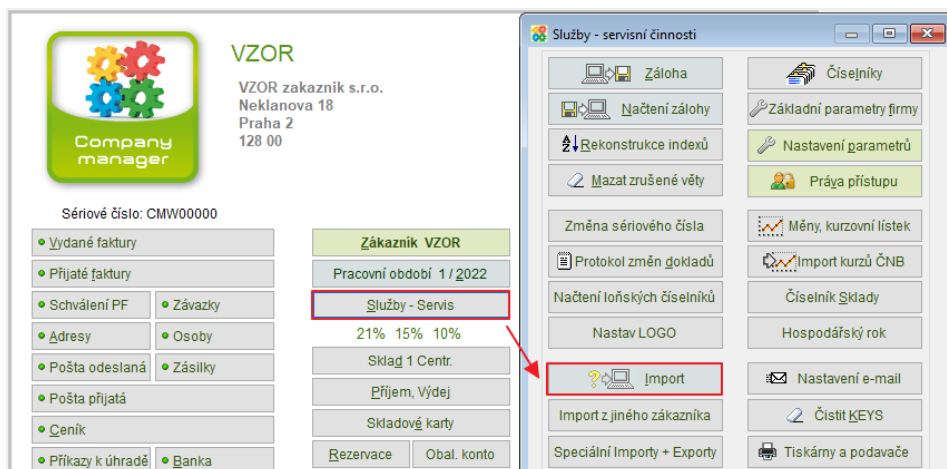 VZOR
VZOR zakaznik s.r.o.
Neklanova 18
Praha 2
128 00
Company
manager
Sériové číslo: CMW00000
Vydané faktury
Přijaté faktury
Schválení PF
Závazky
Adresy
Osoby
Pošta odeslaná
Zásilky
Pošta přijatá
Ceník
Příkazy k úhradě
Banka
Zákazník VZOR
Pracovní období 1 / 2022
Služby - Servis
21% 15% 10%
Sklad 1 Centr.
Příjem, Výdej
Skladové karty
Rezervace
Obal. konto
Služby - servisní činnosti
Záloha
Číselníky
Načtení zálohy
Základní parametry firmy
Rekonstrukce indexů
Nastavení parametrů
Mazat zrušené věty
Práva přístupu
Změna sériového čísla
Měny, kurzovní lístek
Protokol změn dokladů
Import kurzů ČNB
Načtení loňských číselníků
Číselník Sklady
Nastav LOGO
Hospodářský rok
Import
Nastavení e-mail
Import z jiného zákazníka
Čistit KEYS
Speciální Importy + Exporty
Tiskárny a podavače